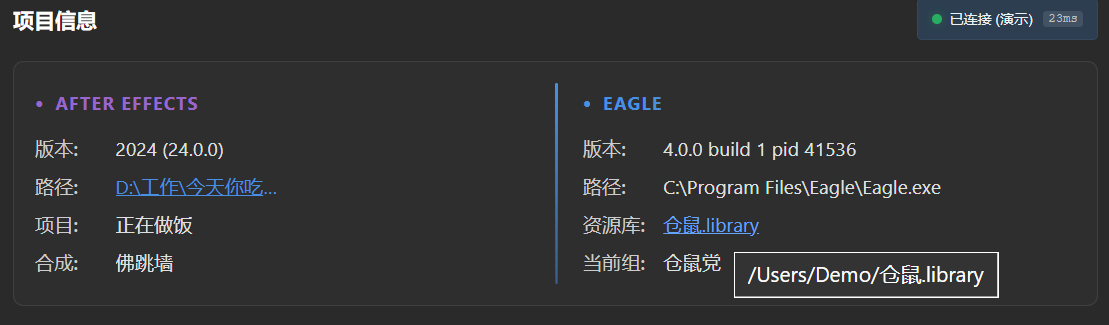 项目信息
已连接 (演示) 23ms
• AFTER EFFECTS
版本: 2024 (24.0.0)
路径: D:\工作\今天你吃...
项目: 正在做饭
合成: 佛跳墙
• EAGLE
版本: 4.0.0 build 1 pid 41536
路径: C:\Program Files\Eagle\Eagle.exe
资源库: 仓鼠.library
当前组: 仓鼠党
/Users/Demo/仓鼠.library